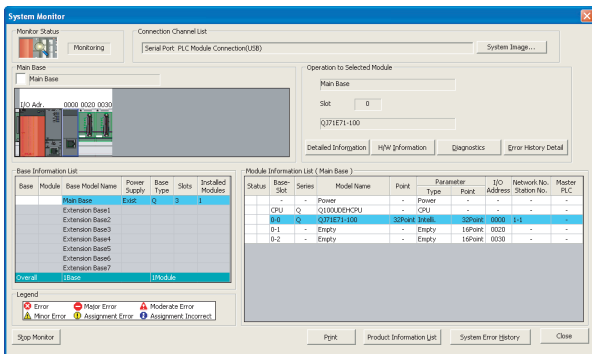 System Monitor
Monitor Status
Monitoring
Connection Channel List
Serial Port PLC Module Connection(USB)
System Image...
Main Base
Main Base
I/O Adr. 0000 0020 0030
Operation to Selected Module
Main Base
Slot 0
QJ71E71-100
Detailed Information H/W Information Diagnostics Error History Detail
Base Information List
Base Module Base Model Name Power Supply Base Type Slots Installed Modules
Main Base Exist Q 3 1
Extension Base1
Extension Base2
Extension Base3
Extension Base4
Extension Base5
Extension Base6
Extension Base7
Overall 1Base 1Module
Module Information List ( Main Base )
Status Base-Slot Series Model Name Point Parameter Type Point I/O Address Network No. Station No. Master PLC
- - Power - Power - - - -
CPU Q Q100UDEHCPU - CPU - - - -
0-0 Q QJ71E71-100 32Point Intelli. 32Point 0000 1-1 -
0-1 - Empty - Empty 16Point 0020 - -
0-2 - Empty - Empty 16Point 0030 - -
Legend
Error Major Error Moderate Error
Minor Error Assignment Error Assignment Incorrect
Stop Monitor
Print Product Information List System Error History Close